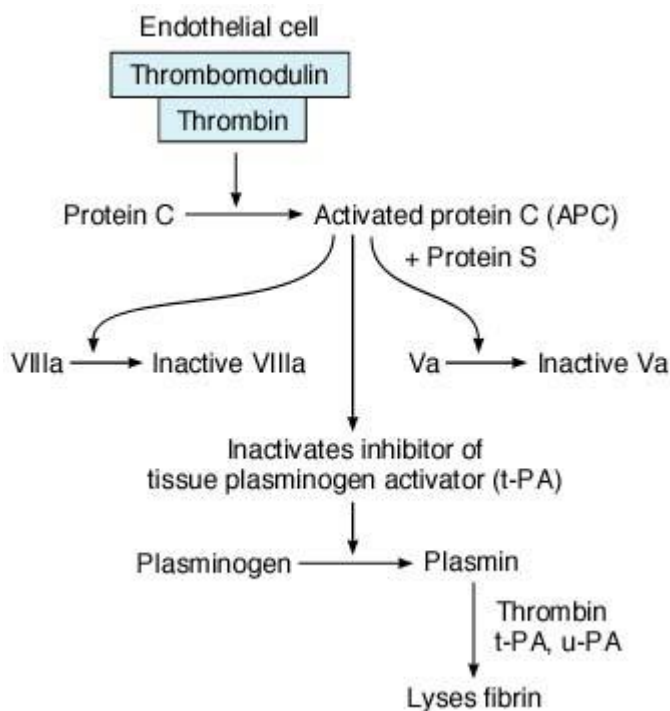 Endothelial cell
Thrombomodulin
Thrombin
Protein C
Activated protein C (APC)
+ Protein S
VIIIa
Inactive VIIIa
Va
Inactive Va
Inactivates inhibitor of
tissue plasminogen activator (t-PA)
Plasminogen
Plasmin
Thrombin
t-PA, u-PA
Lyses fibrin